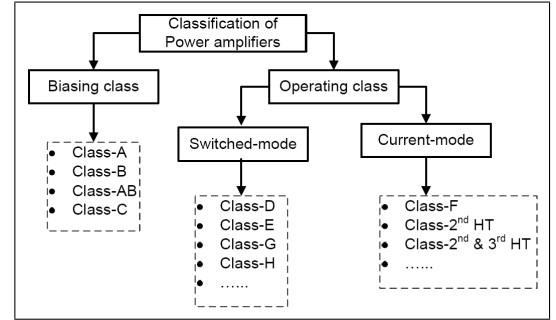 Classification of
Power amplifiers
Biasing class
Operating class
Switched-mode
Current-mode
• Class-A
• Class-B
• Class-AB
• Class-C
• Class-D
• Class-E
• Class-G
• Class-H
• ......
• Class-F
• Class-2nd HT
• Class-2nd & 3rd HT
• ......